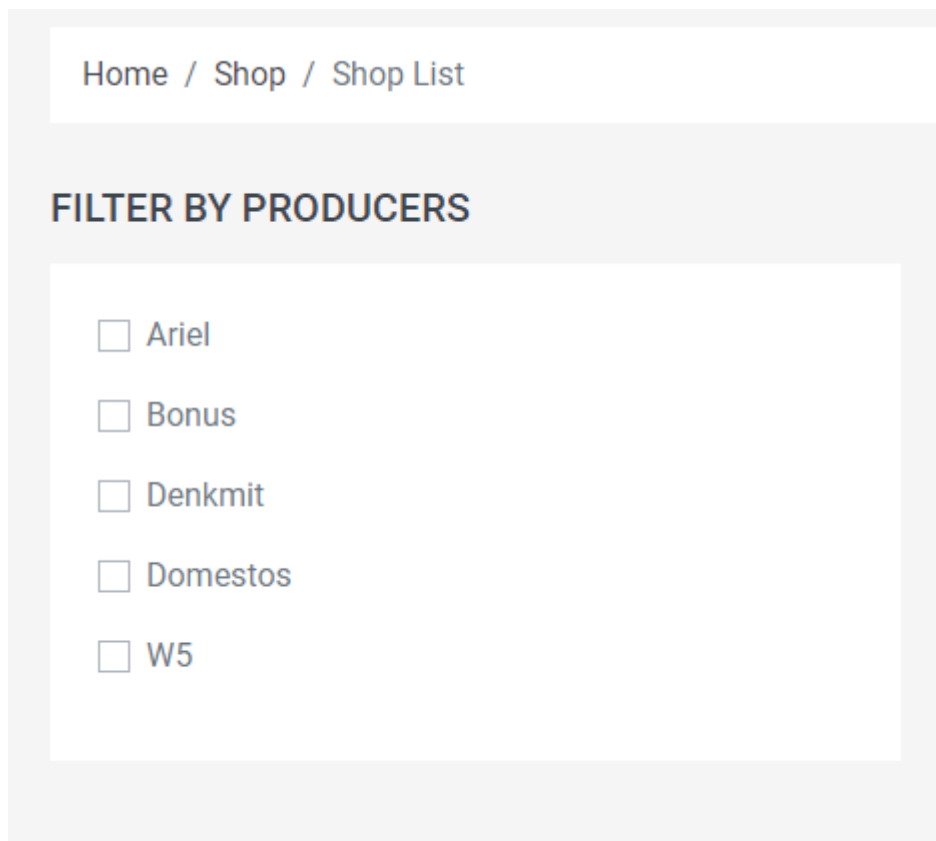 Home / Shop / Shop List
FILTER BY PRODUCERS
Ariel
Bonus
Denkmit
Domestos
W5